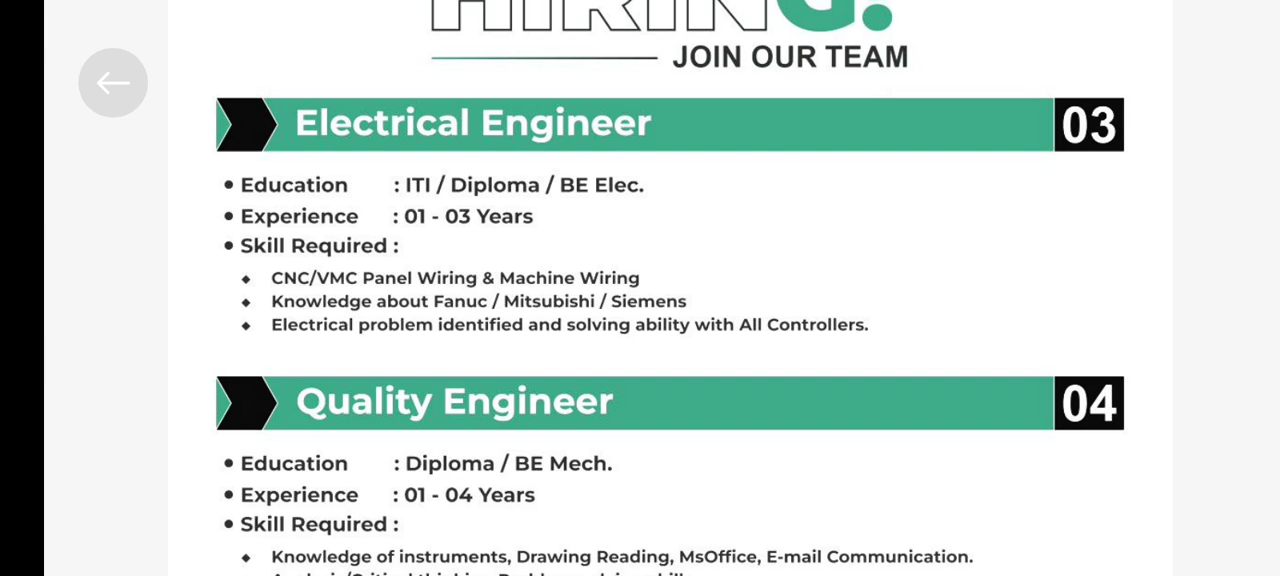 HIRING.
JOIN OUR TEAM
Electrical Engineer 03
• Education : ITI / Diploma / BE Elec.
• Experience : 01 - 03 Years
• Skill Required :
◆ CNC/VMC Panel Wiring & Machine Wiring
◆ Knowledge about Fanuc / Mitsubishi / Siemens
◆ Electrical problem identified and solving ability with All Controllers.
Quality Engineer 04
• Education : Diploma / BE Mech.
• Experience : 01 - 04 Years
• Skill Required :
◆ Knowledge of instruments, Drawing Reading, MsOffice, E-mail Communication.